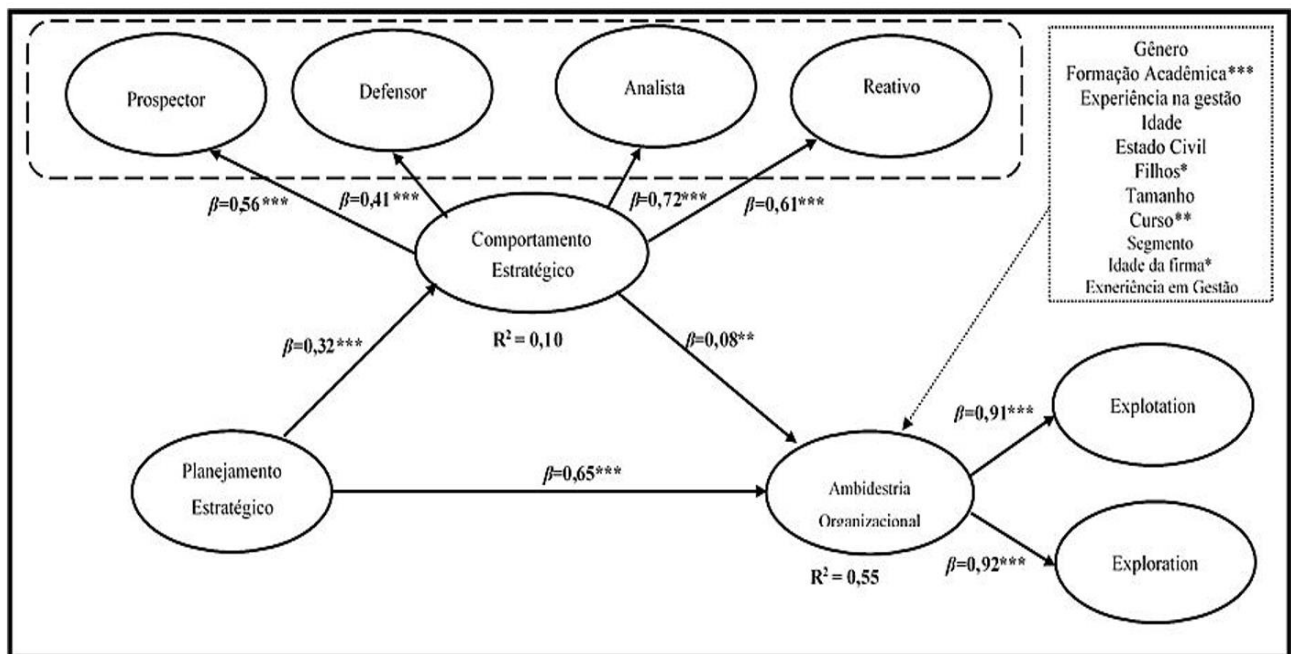 Prospector
Defensor
Analista
Reativo
Gênero
Formação Acadêmica***
Experiência na gestão
Idade
Estado Civil
Filhos*
Tamanho
Curso**
Segmento
Idade da firma*
Experiência em Gestão
β=0,56***
β=0,41***
β=0,72***
β=0,61***
Comportamento
Estratégico
R² = 0,10
β=0,32***
β=0,08**
Planejamento
Estratégico
β=0,65***
Ambidestria
Organizacional
R² = 0,55
β=0,91***
Explotation
β=0,92***
Exploration